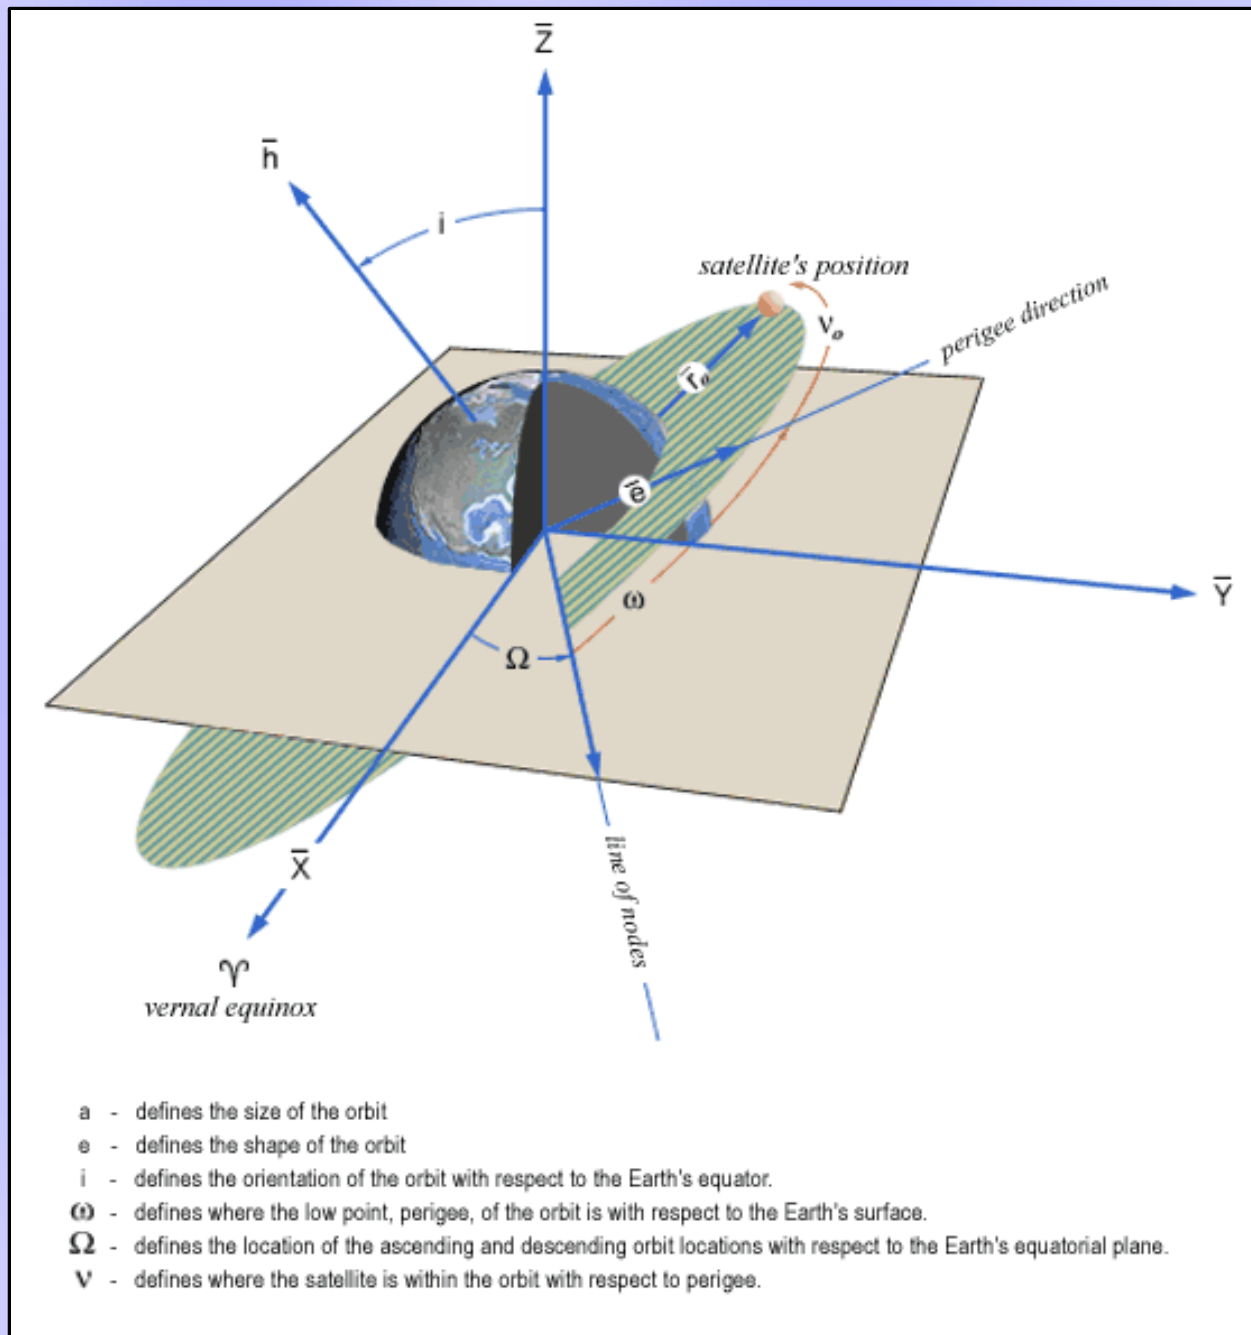 Z̄
h̄
i
satellite's position
perigee direction
νo
r̄o
ē
Ȳ
ω
Ω
X̄
line of nodes
♈
vernal equinox
a - defines the size of the orbit
e - defines the shape of the orbit
i - defines the orientation of the orbit with respect to the Earth's equator.
ω - defines where the low point, perigee, of the orbit is with respect to the Earth's surface.
Ω - defines the location of the ascending and descending orbit locations with respect to the Earth's equatorial plane.
ν - defines where the satellite is within the orbit with respect to perigee.